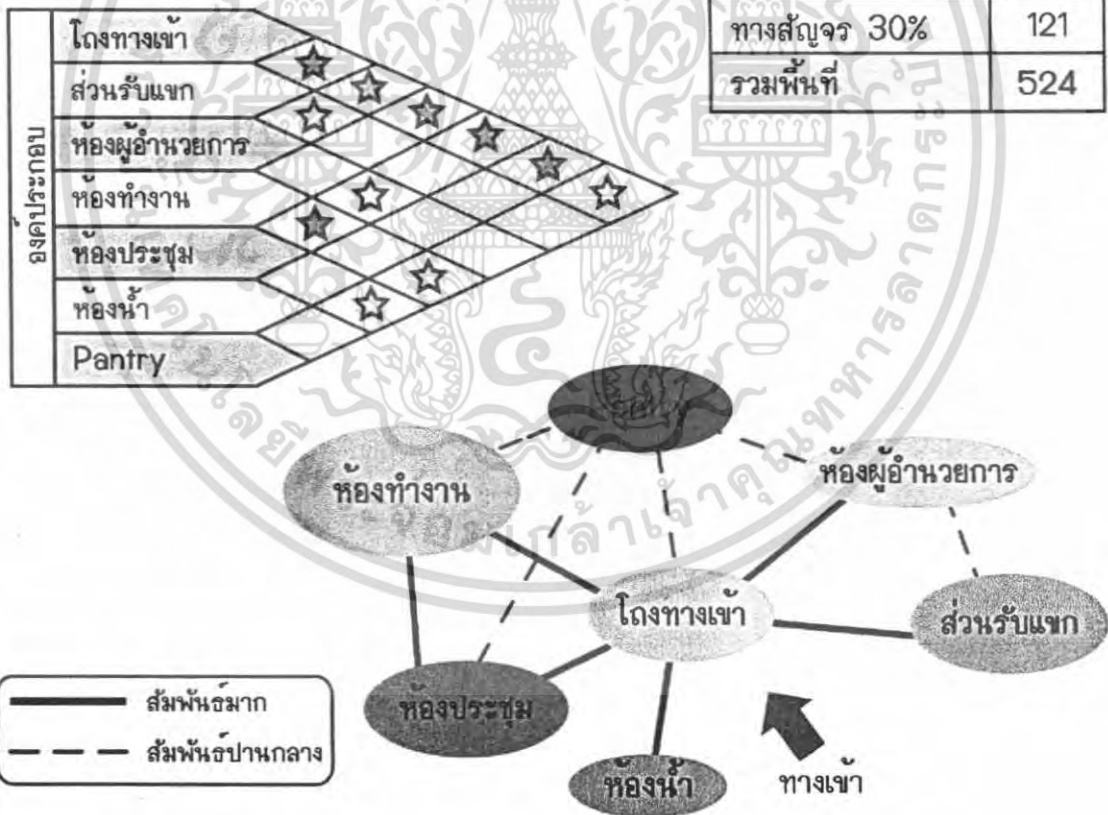 องค์ประกอบ
โถงทางเข้า
ส่วนรับแขก
ห้องผู้อำนวยการ
ห้องทำงาน
ห้องประชุม
ห้องน้ำ
Pantry
ทางสัญจร 30% 121
รวมพื้นที่ 524
ห้องทำงาน
ห้องผู้อำนวยการ
โถงทางเข้า
ส่วนรับแขก
ห้องประชุม
ห้องน้ำ
ทางเข้า
สัมพันธ์มาก
สัมพันธ์ปานกลาง